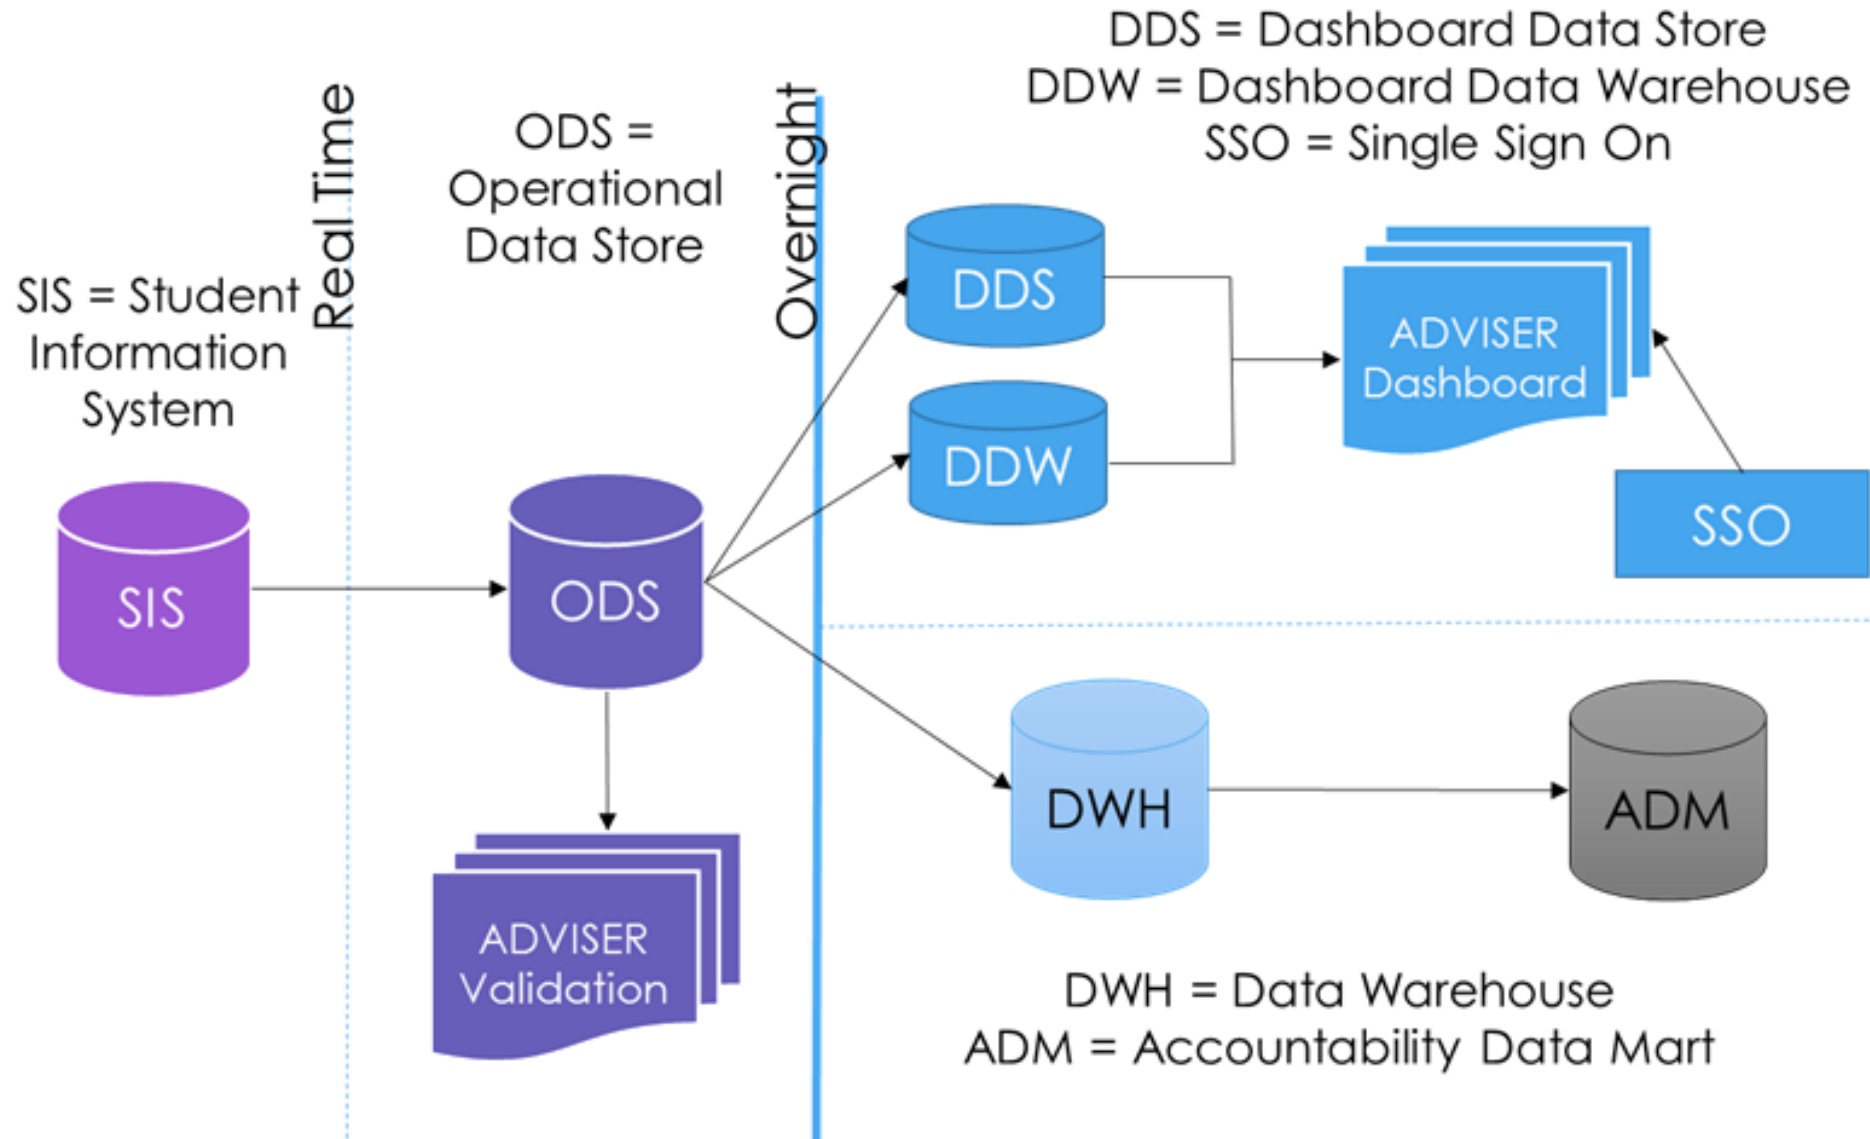 DDS = Dashboard Data Store
DDW = Dashboard Data Warehouse
SSO = Single Sign On
Real Time
ODS =
Operational
Data Store
Overnight
SIS = Student
Information
System
DDS
DDW
ADVISER
Dashboard
SSO
SIS
ODS
DWH
ADM
ADVISER
Validation
DWH = Data Warehouse
ADM = Accountability Data Mart